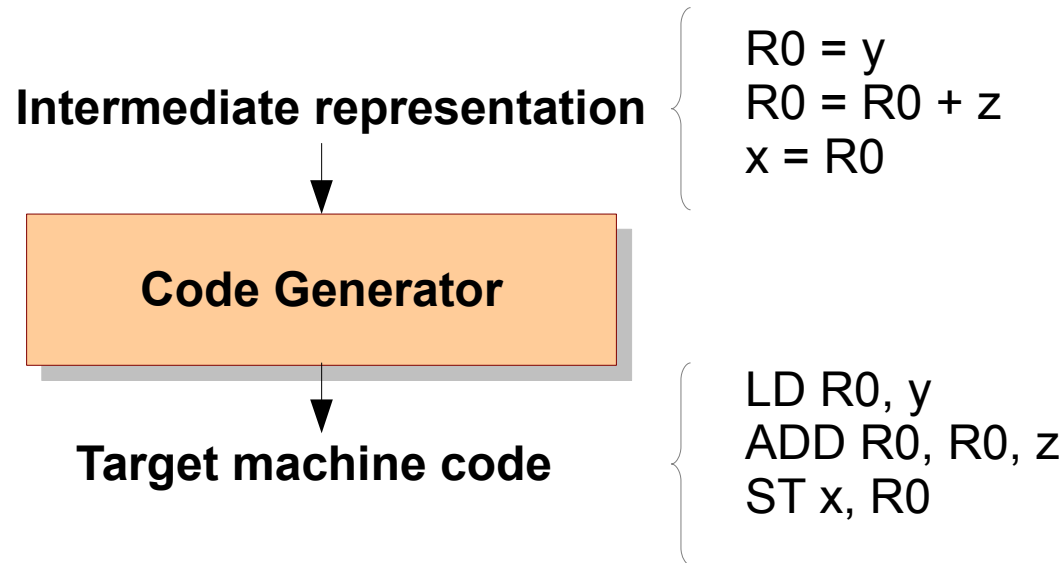 Intermediate representation
R0 = y
R0 = R0 + z
x = R0
Code Generator
Target machine code
LD R0, y
ADD R0, R0, z
ST x, R0